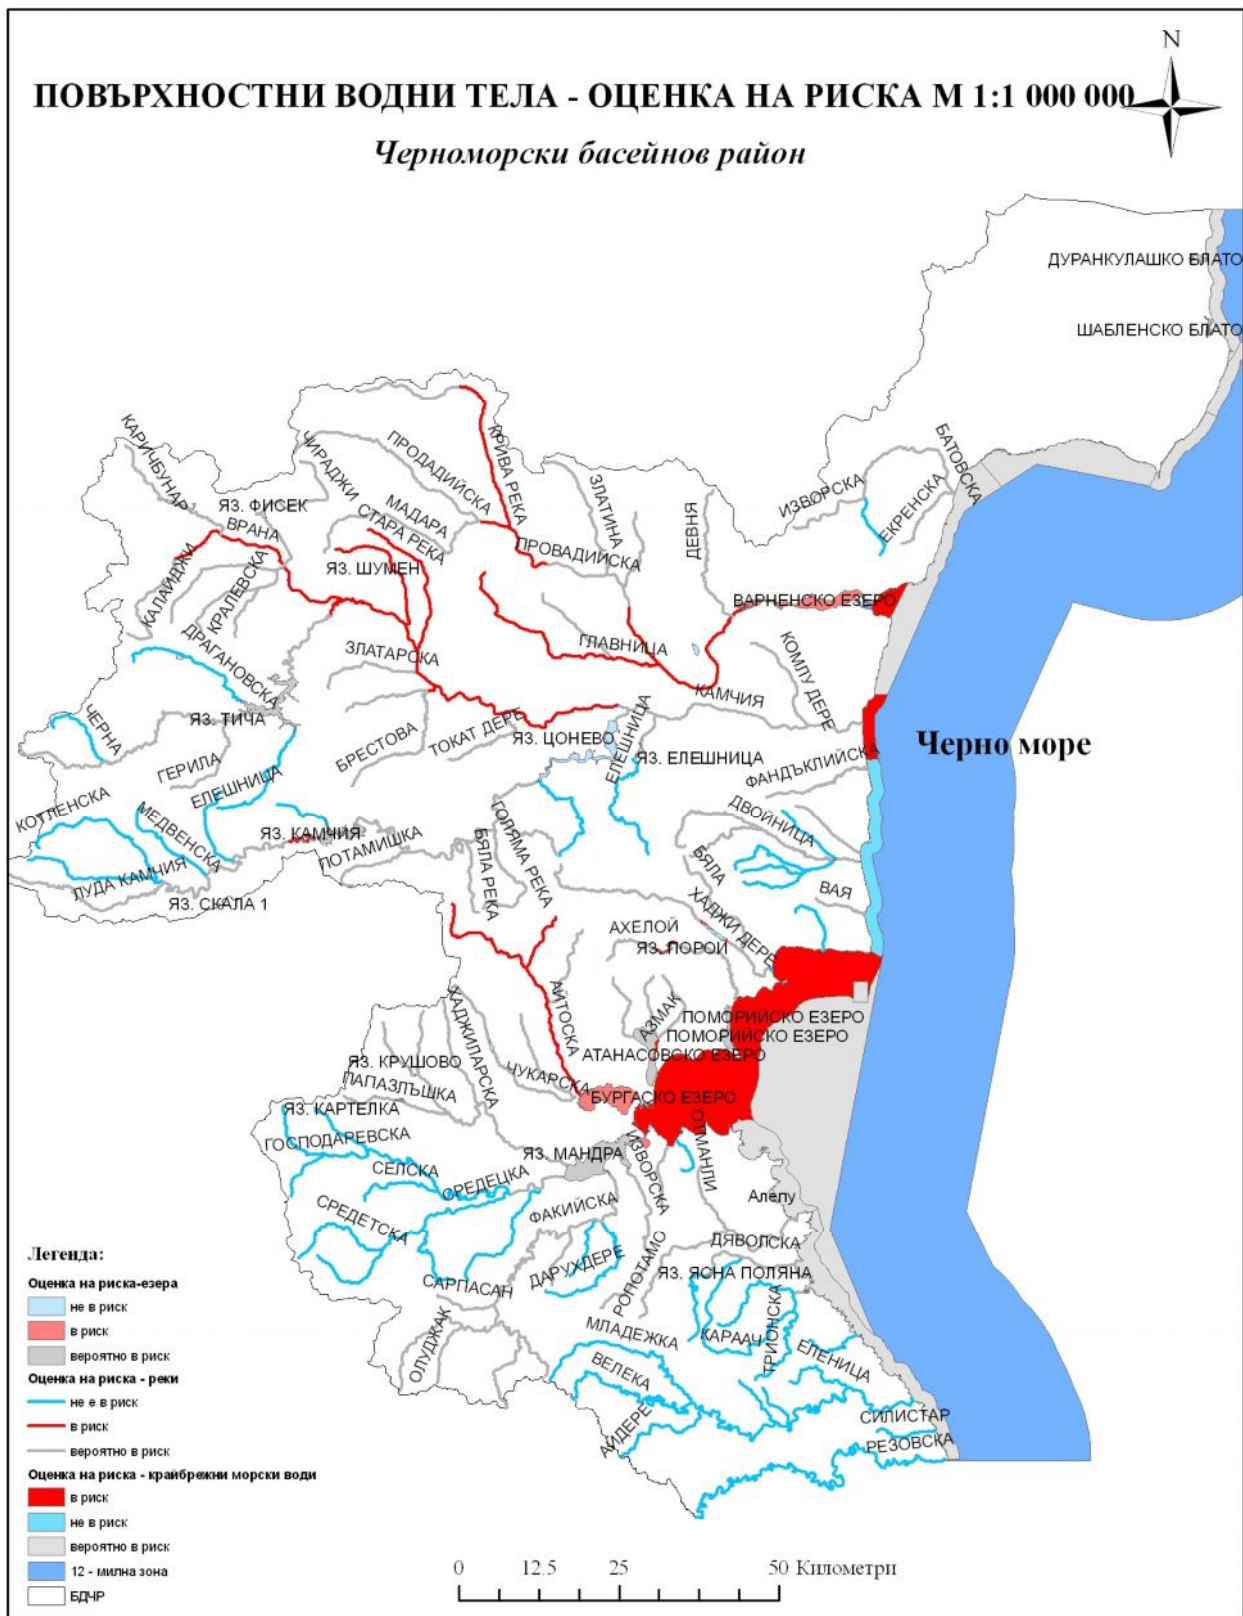 N
ПОВЪРХНОСТНИ ВОДНИ ТЕЛА - ОЦЕНКА НА РИСКА М 1:1 000 000
Черноморски басейнов район
ДУРАНКУЛАШКО БЛАТО
ШАБЛЕНСКО БЛАТО
КАРИЧБУНАР
ЧИРАДЖИ
ПРОДАДИЙСКА
КРИВА РЕКА
ЗЛАТИНА
ДЕВНЯ
ИЗВОРСКА
БАТОВСКА
ЕКРЕНСКА
ЯЗ. ФИСЕК
ВРАНА
МАДАРА
СТАРА РЕКА
ПРОВАДИЙСКА
ЯЗ. ШУМЕН
КАЛАЙДЖИ
КРАЛЕВСКА
ВАРНЕНСКО ЕЗЕРО
ДРАГАНОВСКА
ЗЛАТАРСКА
ГЛАВНИЦА
КОМЛУ ДЕРЕ
КАМЧИЯ
ЧЕРНА
ЯЗ. ТИЧА
БРЕСТОВА
ТОКАТ ДЕРЕ
ЯЗ. ЦОНЕВО
ЕЛЕШНИЦА
ЯЗ. ЕЛЕШНИЦА
Черно море
ФАНДЪКЛИЙСКА
ГЕРИЛА
ЕЛЕШНИЦА
КОТЛЕНСКА
МЕДВЕНСКА
ЯЗ. КАМЧИЯ
ПОТАМИШКА
ГОЛЯМА РЕКА
БЯЛА РЕКА
ДВОЙНИЦА
БЯЛА
ВАЯ
ЛУДА КАМЧИЯ
ЯЗ. СКАЛА 1
ХАДЖИ ДЕРЕ
АХЕЛОЙ
ЯЗ. ПОРОЙ
АЙТОСКА
АЗМАК
ПОМОРИЙСКО ЕЗЕРО
ПОМОРИЙСКО ЕЗЕРО
АТАНАСОВСКО ЕЗЕРО
ХАДЖИЛАРСКА
ЯЗ. КРУШОВО
ЧУКАРСКА
ПАПАЗЛЪШКА
БУРГАСКО ЕЗЕРО
ЯЗ. КАРТЕЛКА
ГОСПОДАРЕВСКА
ОТМАНЛИ
ИЗВОРСКА
ЯЗ. МАНДРА
СЕЛСКА
СРЕДЕЦКА
ФАКИЙСКА
Алепу
СРЕДЕТСКА
ДЯВОЛСКА
ДАРУХДЕРЕ
РОПОТАМО
ЯЗ. ЯСНА ПОЛЯНА
САРПАСАН
ОЛУДЖАК
МЛАДЕЖКА
КАРААЧ
ТРИОНСКА
ЕЛЕНИЦА
ВЕЛЕКА
АЙДЕРЕ
СИЛИСТАР
РЕЗОВСКА
Легенда:
Оценка на риска-езера
не в риск
в риск
вероятно в риск
Оценка на риска - реки
не е в риск
в риск
вероятно в риск
Оценка на риска - крайбрежни морски води
в риск
не в риск
вероятно в риск
12 - милна зона
БДЧР
0 12.5 25 50 Километри